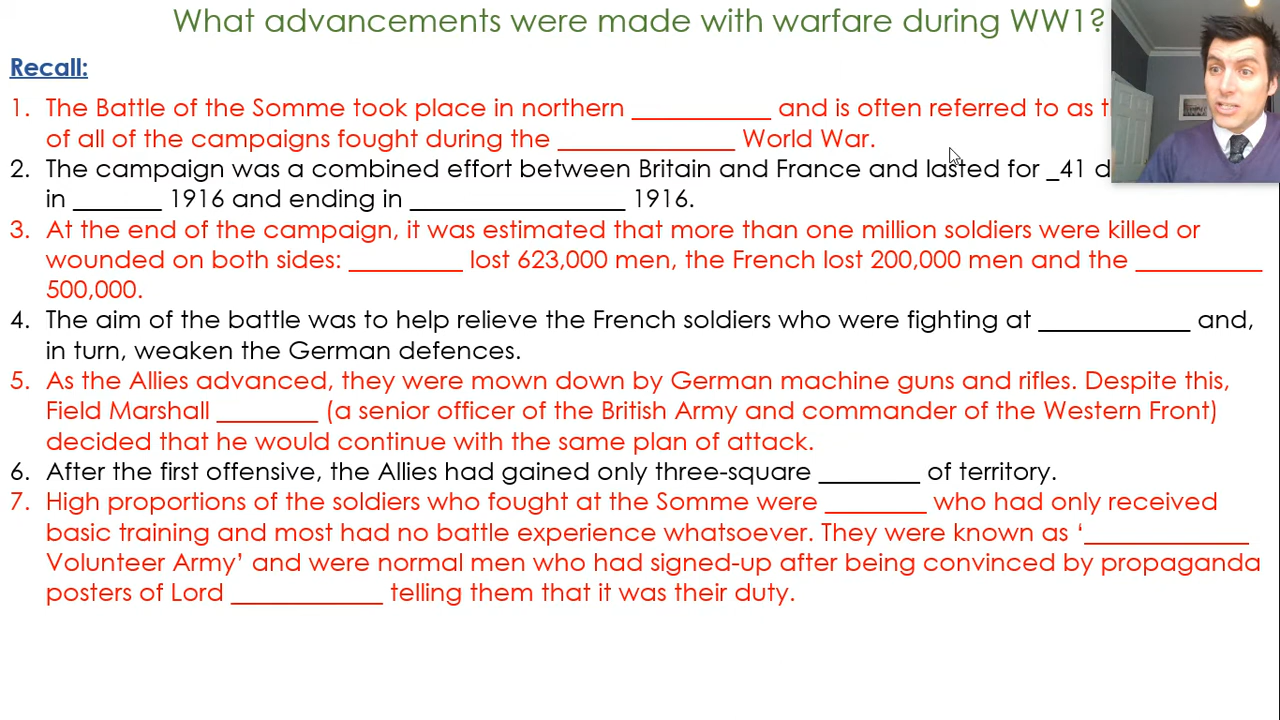 What advancements were made with warfare during WW1?
Recall:
1. The Battle of the Somme took place in northern ___________ and is often referred to as
of all of the campaigns fought during the ______________ World War.
2. The campaign was a combined effort between Britain and France and lasted for _41
in _______ 1916 and ending in _________________ 1916.
3. At the end of the campaign, it was estimated that more than one million soldiers were killed or
wounded on both sides: _________ lost 623,000 men, the French lost 200,000 men and the __________
500,000.
4. The aim of the battle was to help relieve the French soldiers who were fighting at ____________ and,
in turn, weaken the German defences.
5. As the Allies advanced, they were mown down by German machine guns and rifles. Despite this,
Field Marshall ________ (a senior officer of the British Army and commander of the Western Front)
decided that he would continue with the same plan of attack.
6. After the first offensive, the Allies had gained only three-square ________ of territory.
7. High proportions of the soldiers who fought at the Somme were ________ who had only received
basic training and most had no battle experience whatsoever. They were known as ‘_____________
Volunteer Army’ and were normal men who had signed-up after being convinced by propaganda
posters of Lord ____________ telling them that it was their duty.